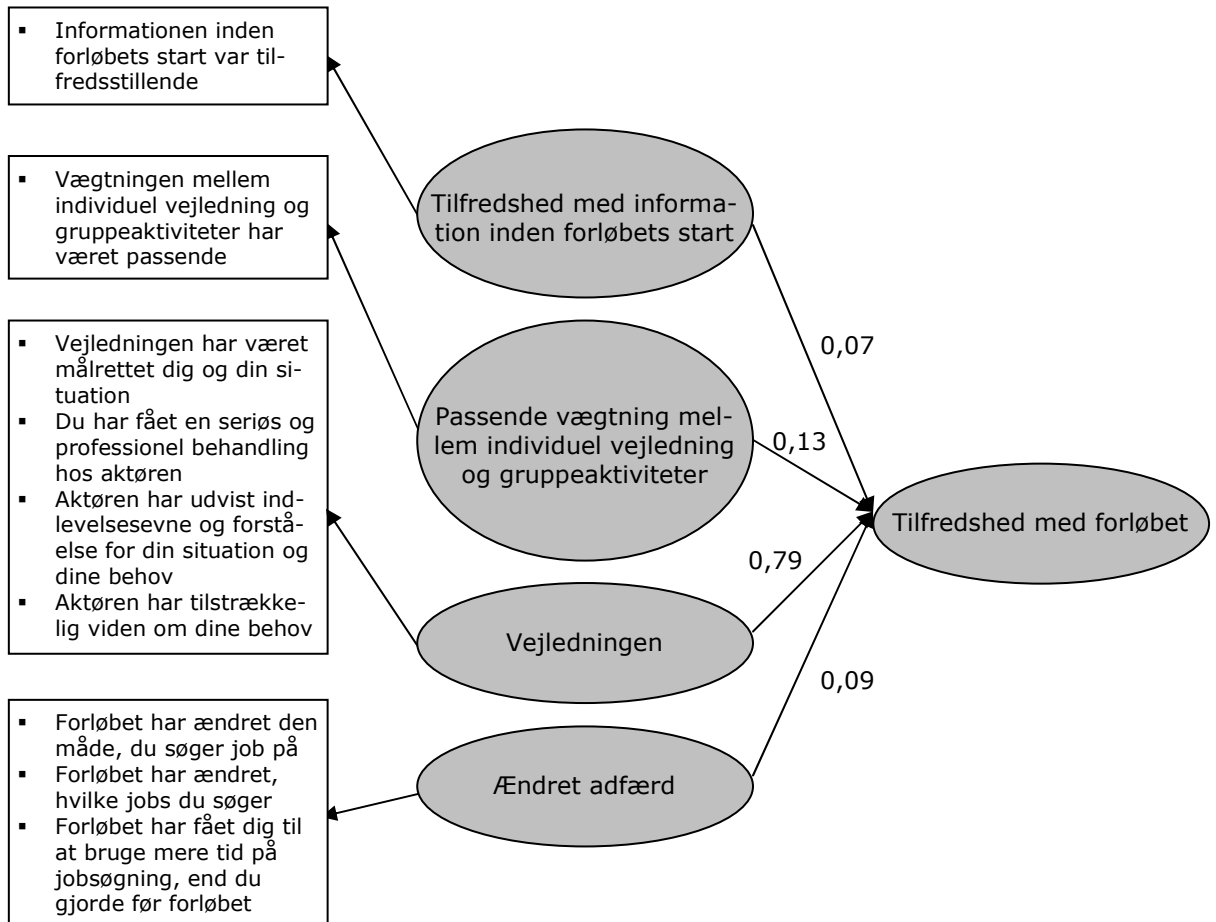 ▪ Informationen inden
forløbets start var til-
fredsstillende
▪ Vægtningen mellem
individuel vejledning og
gruppeaktiviteter har
været passende
▪ Vejledningen har været
målrettet dig og din si-
tuation
▪ Du har fået en seriøs og
professionel behandling
hos aktøren
▪ Aktøren har udvist ind-
levelsesevne og forstå-
else for din situation og
dine behov
▪ Aktøren har tilstrække-
lig viden om dine behov
▪ Forløbet har ændret den
måde, du søger job på
▪ Forløbet har ændret,
hvilke jobs du søger
▪ Forløbet har fået dig til
at bruge mere tid på
jobsøgning, end du
gjorde før forløbet
Tilfredshed med informa-
tion inden forløbets start
Passende vægtning mel-
lem individuel vejledning
og gruppeaktiviteter
Vejledningen
Ændret adfærd
0,07
0,13
0,79
0,09
Tilfredshed med forløbet